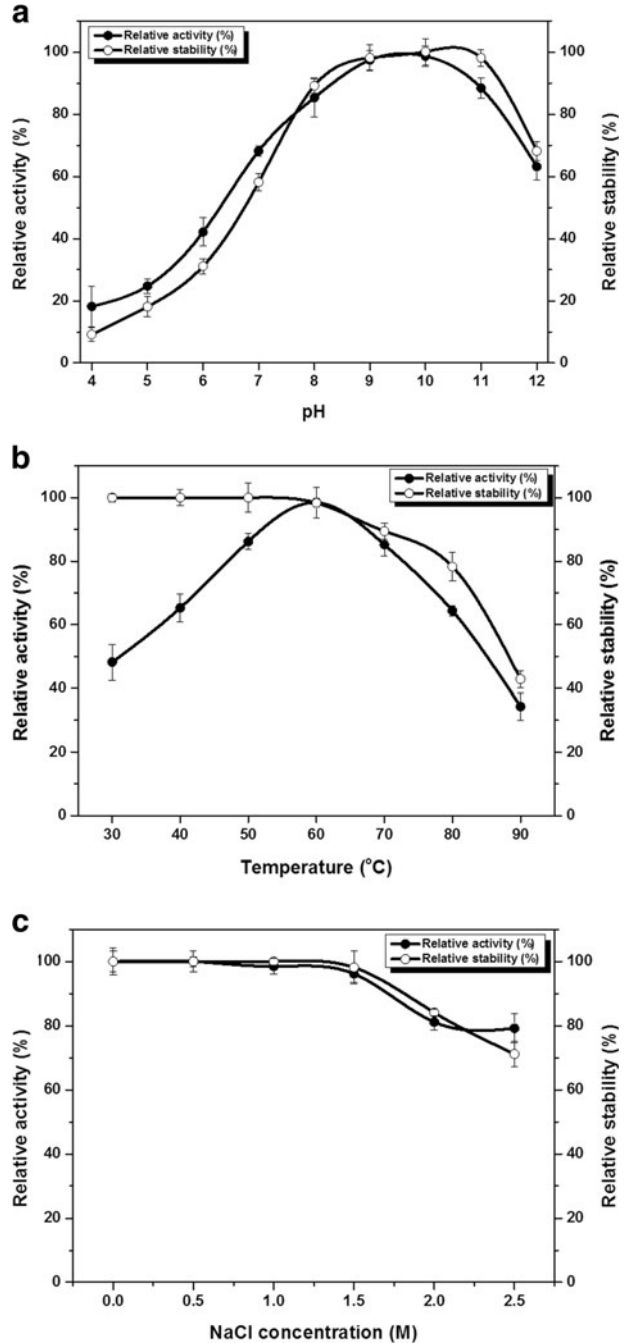 a
Relative activity (%)
Relative stability (%)
100
80
60
40
20
0
100
80
60
40
20
0
Relative activity (%)
Relative stability (%)
4 5 6 7 8 9 10 11 12
pH
b
Relative activity (%)
Relative stability (%)
100
80
60
40
20
0
100
80
60
40
20
0
Relative activity (%)
Relative stability (%)
30 40 50 60 70 80 90
Temperature (°C)
c
Relative activity (%)
Relative stability (%)
100
80
60
40
20
0
100
80
60
40
20
0
Relative activity (%)
Relative stability (%)
0.0 0.5 1.0 1.5 2.0 2.5
NaCl concentration (M)